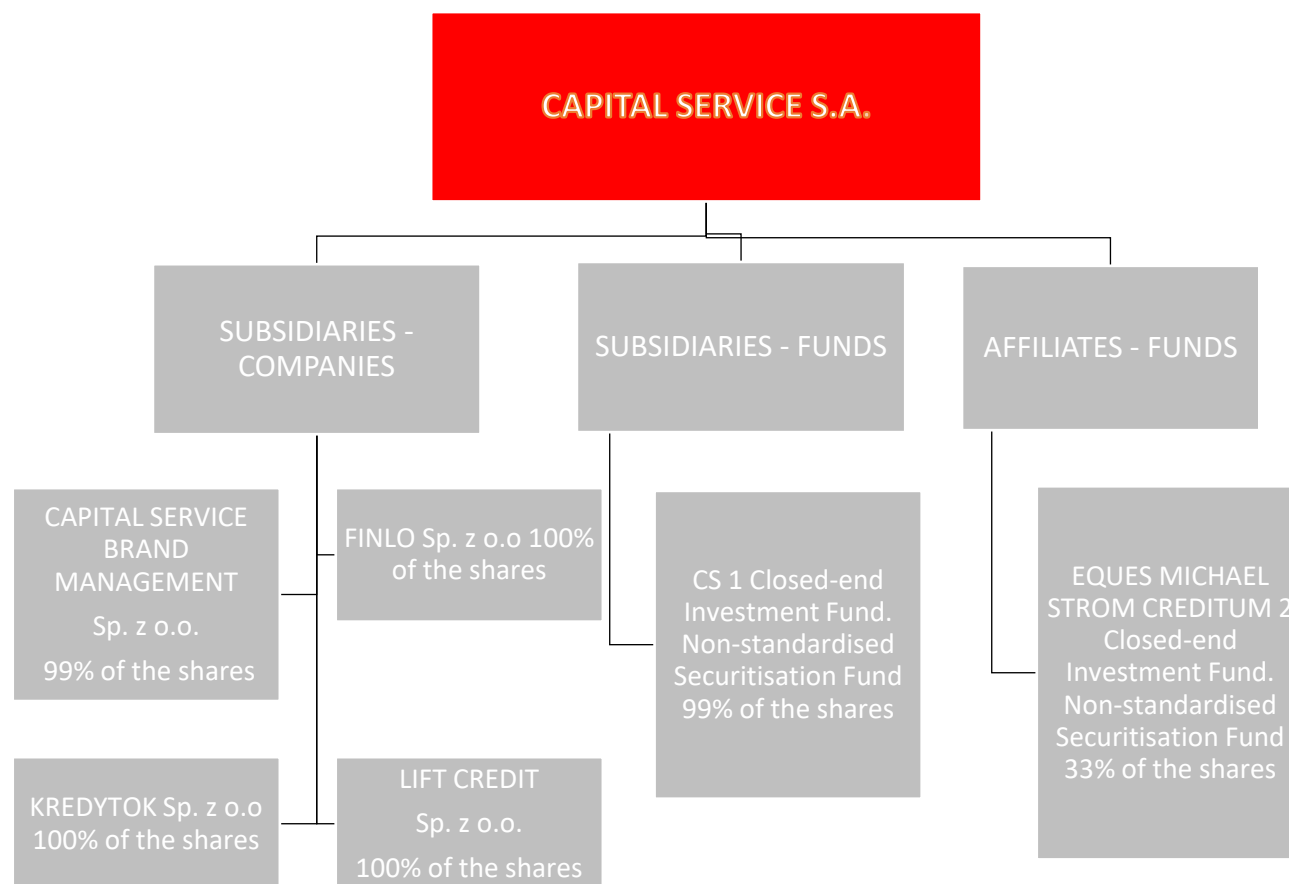 CAPITAL SERVICE S.A.
SUBSIDIARIES -
COMPANIES
SUBSIDIARIES - FUNDS
AFFILIATES - FUNDS
CAPITAL SERVICE
BRAND
MANAGEMENT
Sp. z o.o.
99% of the shares
FINLO Sp. z o.o 100%
of the shares
KREDYTOK Sp. z o.o
100% of the shares
LIFT CREDIT
Sp. z o.o.
100% of the shares
CS 1 Closed-end
Investment Fund.
Non-standardised
Securitisation Fund
99% of the shares
EQUES MICHAEL
STROM CREDITUM 2
Closed-end
Investment Fund.
Non-standardised
Securitisation Fund
33% of the shares